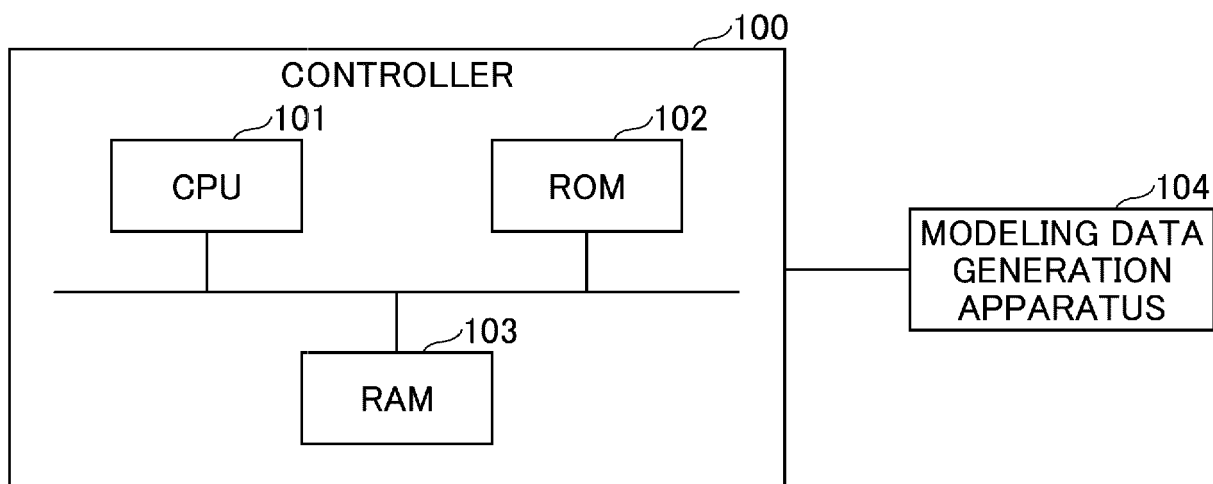 100
CONTROLLER
101
102
CPU
ROM
104
MODELING DATA
GENERATION
APPARATUS
103
RAM